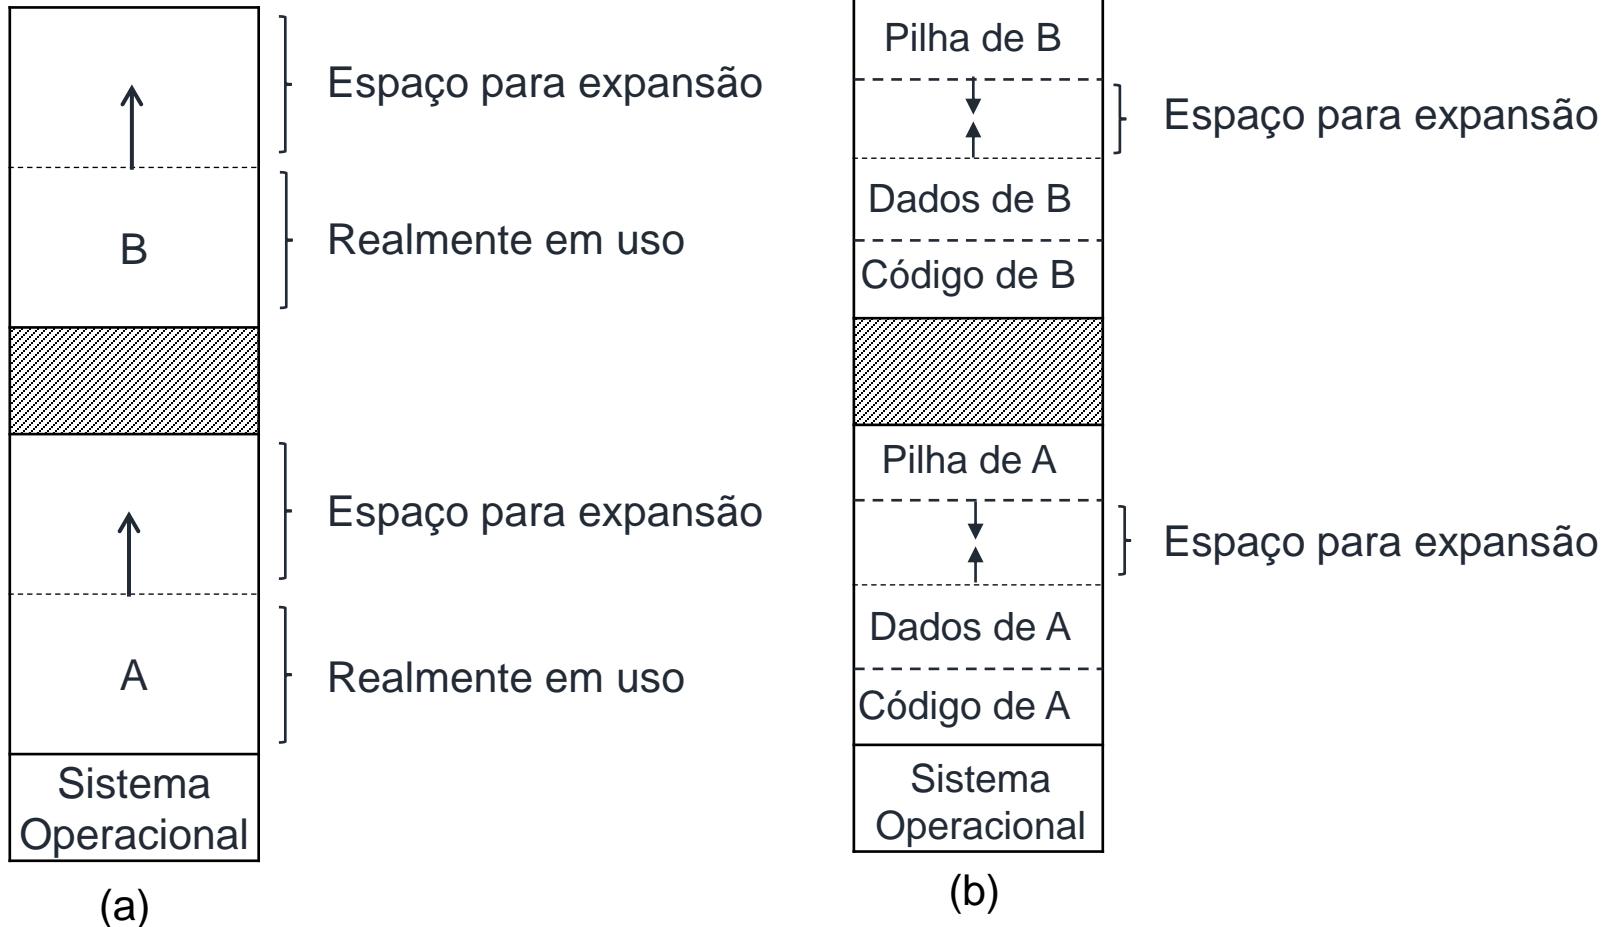 Espaço para expansão
B
Realmente em uso
Espaço para expansão
A
Realmente em uso
Sistema
Operacional
(a)
Pilha de B
Espaço para expansão
Dados de B
Código de B
Pilha de A
Espaço para expansão
Dados de A
Código de A
Sistema
Operacional
(b)